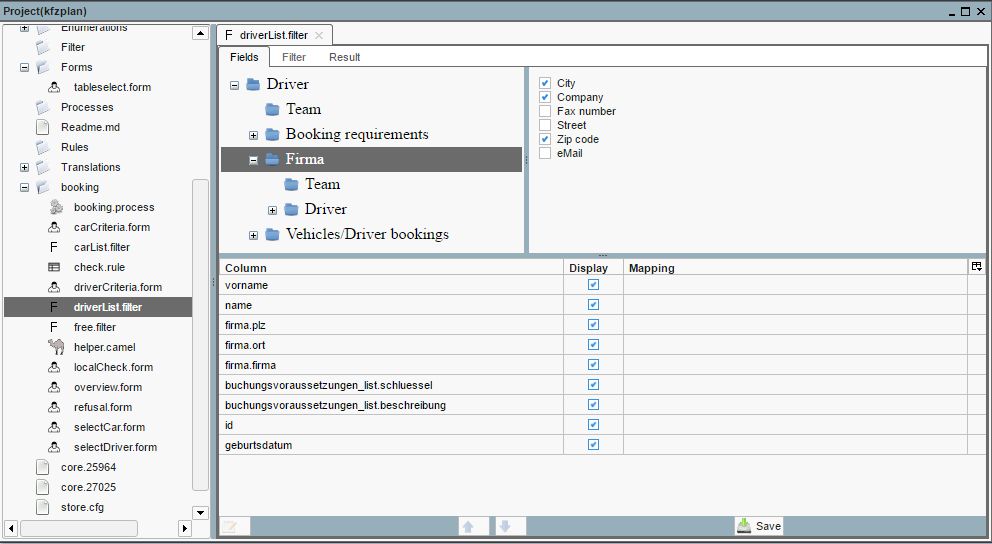 Project(kfzplan)
Enumerations
Filter
Forms
tableselect.form
Processes
Readme.md
Rules
Translations
booking
booking.process
carCriteria.form
carList.filter
check.rule
driverCriteria.form
driverList.filter
free.filter
helper.camel
localCheck.form
overview.form
refusal.form
selectCar.form
selectDriver.form
core.25964
core.27025
store.cfg
F driverList.filter
Fields Filter Result
Driver
Team
Booking requirements
Firma
Team
Driver
Vehicles/Driver bookings
City
Company
Fax number
Street
Zip code
eMail
Column Display Mapping
vorname
name
firma.plz
firma.ort
firma.firma
buchungsvoraussetzungen_list.schluessel
buchungsvoraussetzungen_list.beschreibung
id
geburtsdatum
Save